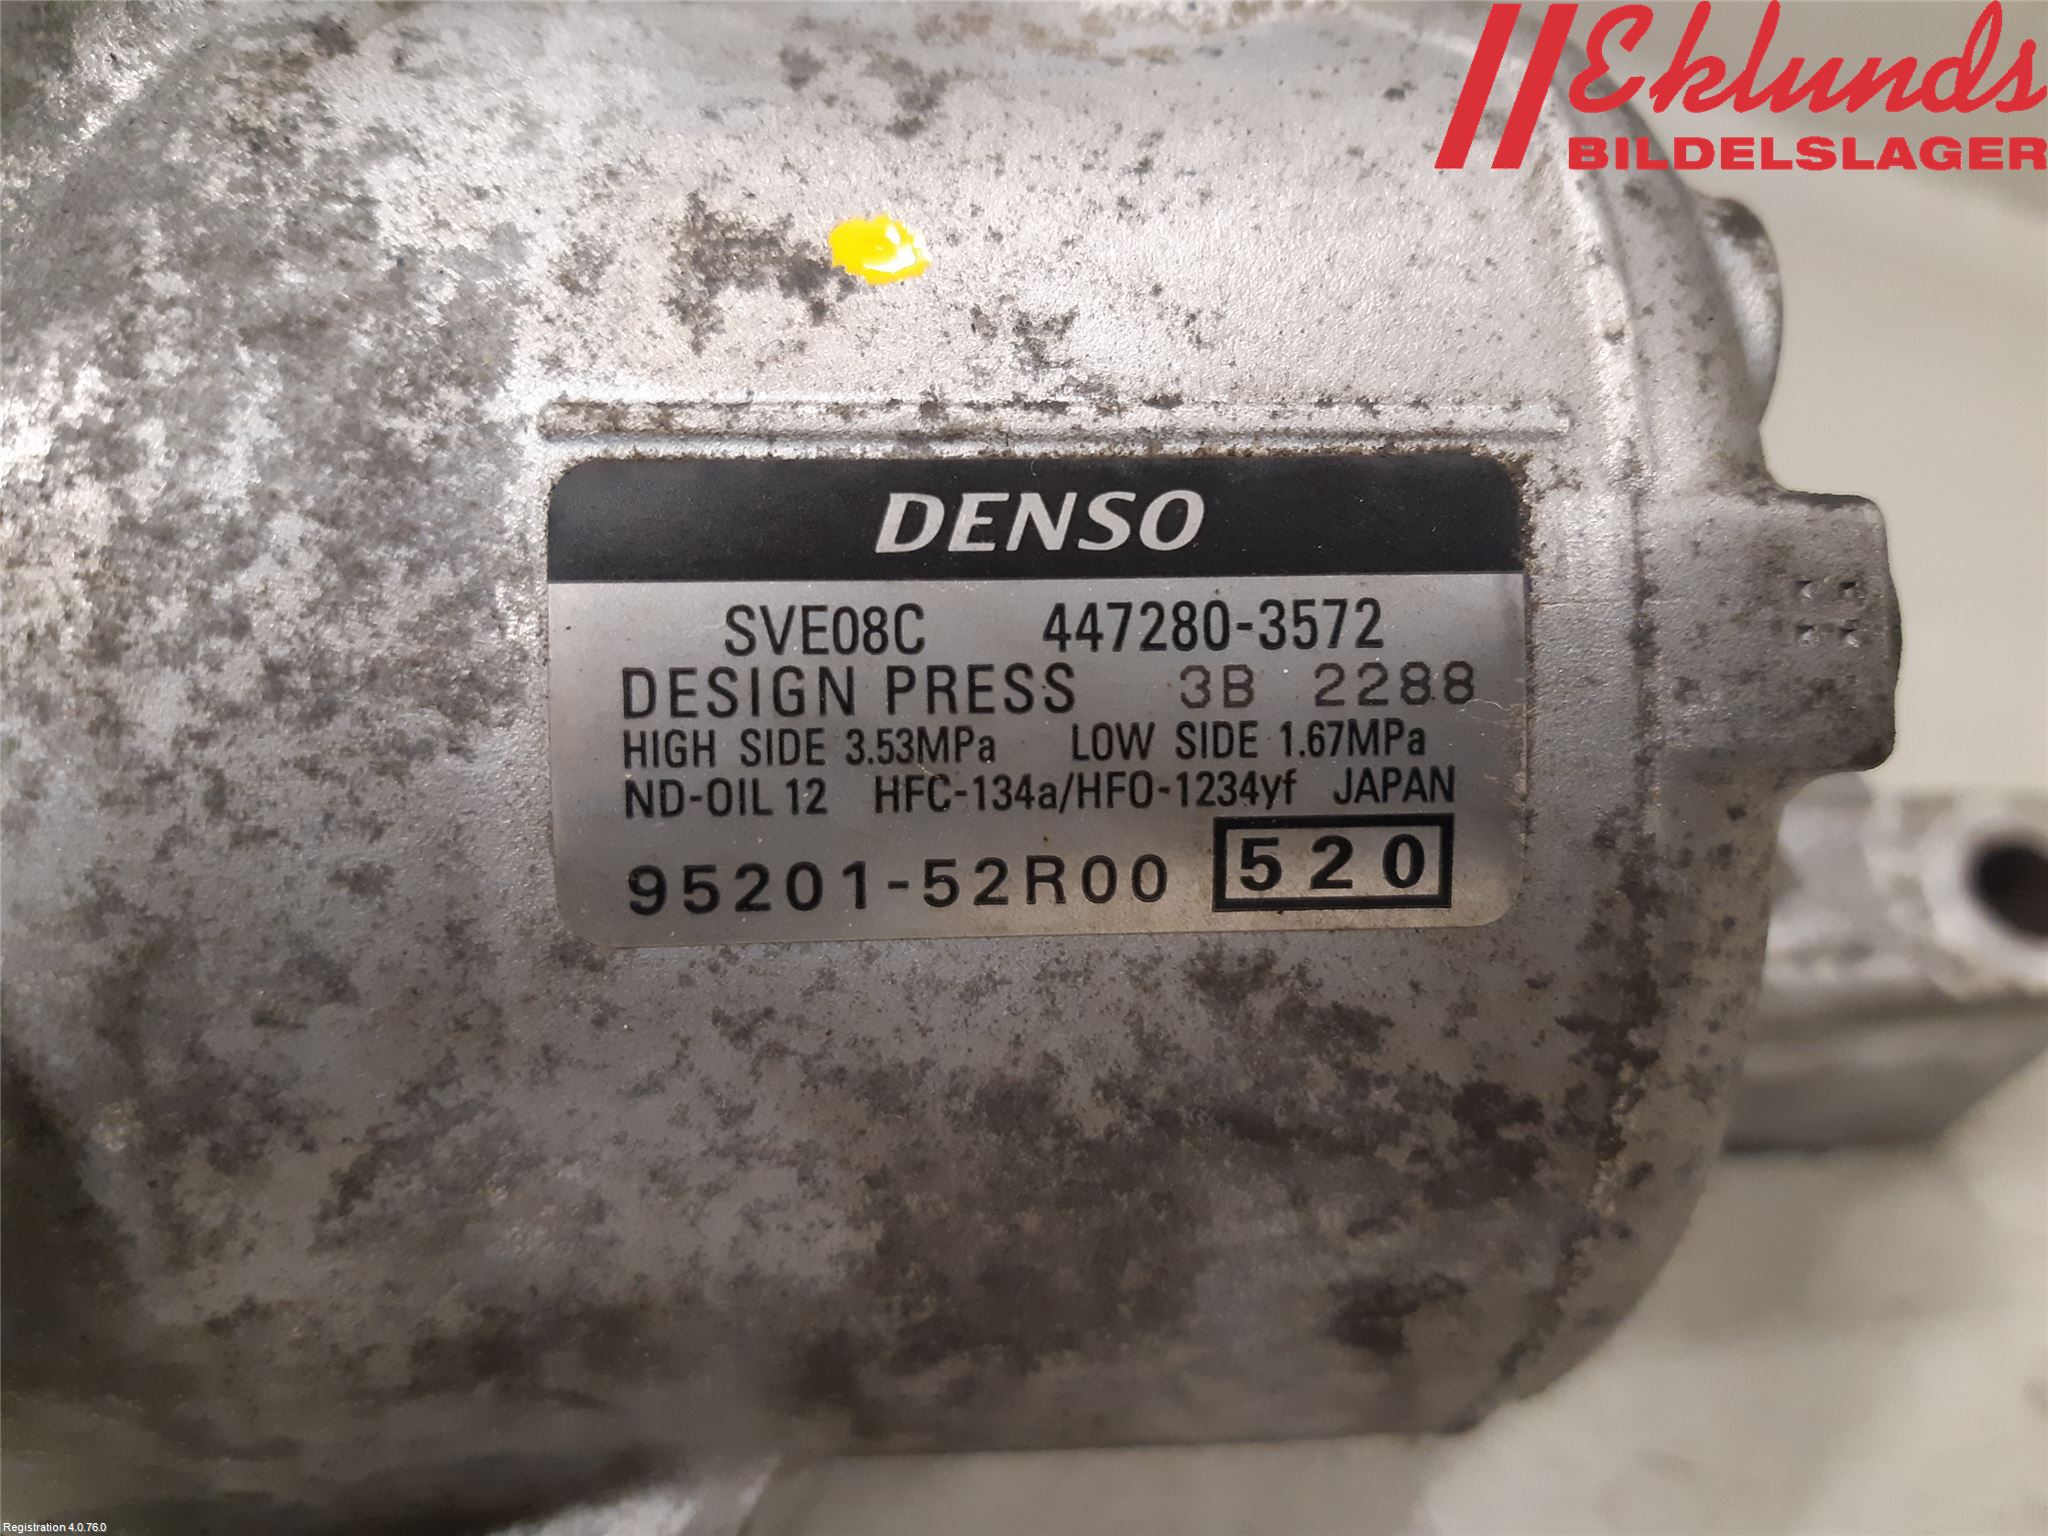 Eklunds
BILDELSLAGER
DENSO
SVE08C 447280-3572
DESIGN PRESS 3B 2288
HIGH SIDE 3.53MPa LOW SIDE 1.67MPa
ND-OIL 12 HFC-134a/HFO-1234yf JAPAN
95201-52R00 520
Registration 4.0.76.0